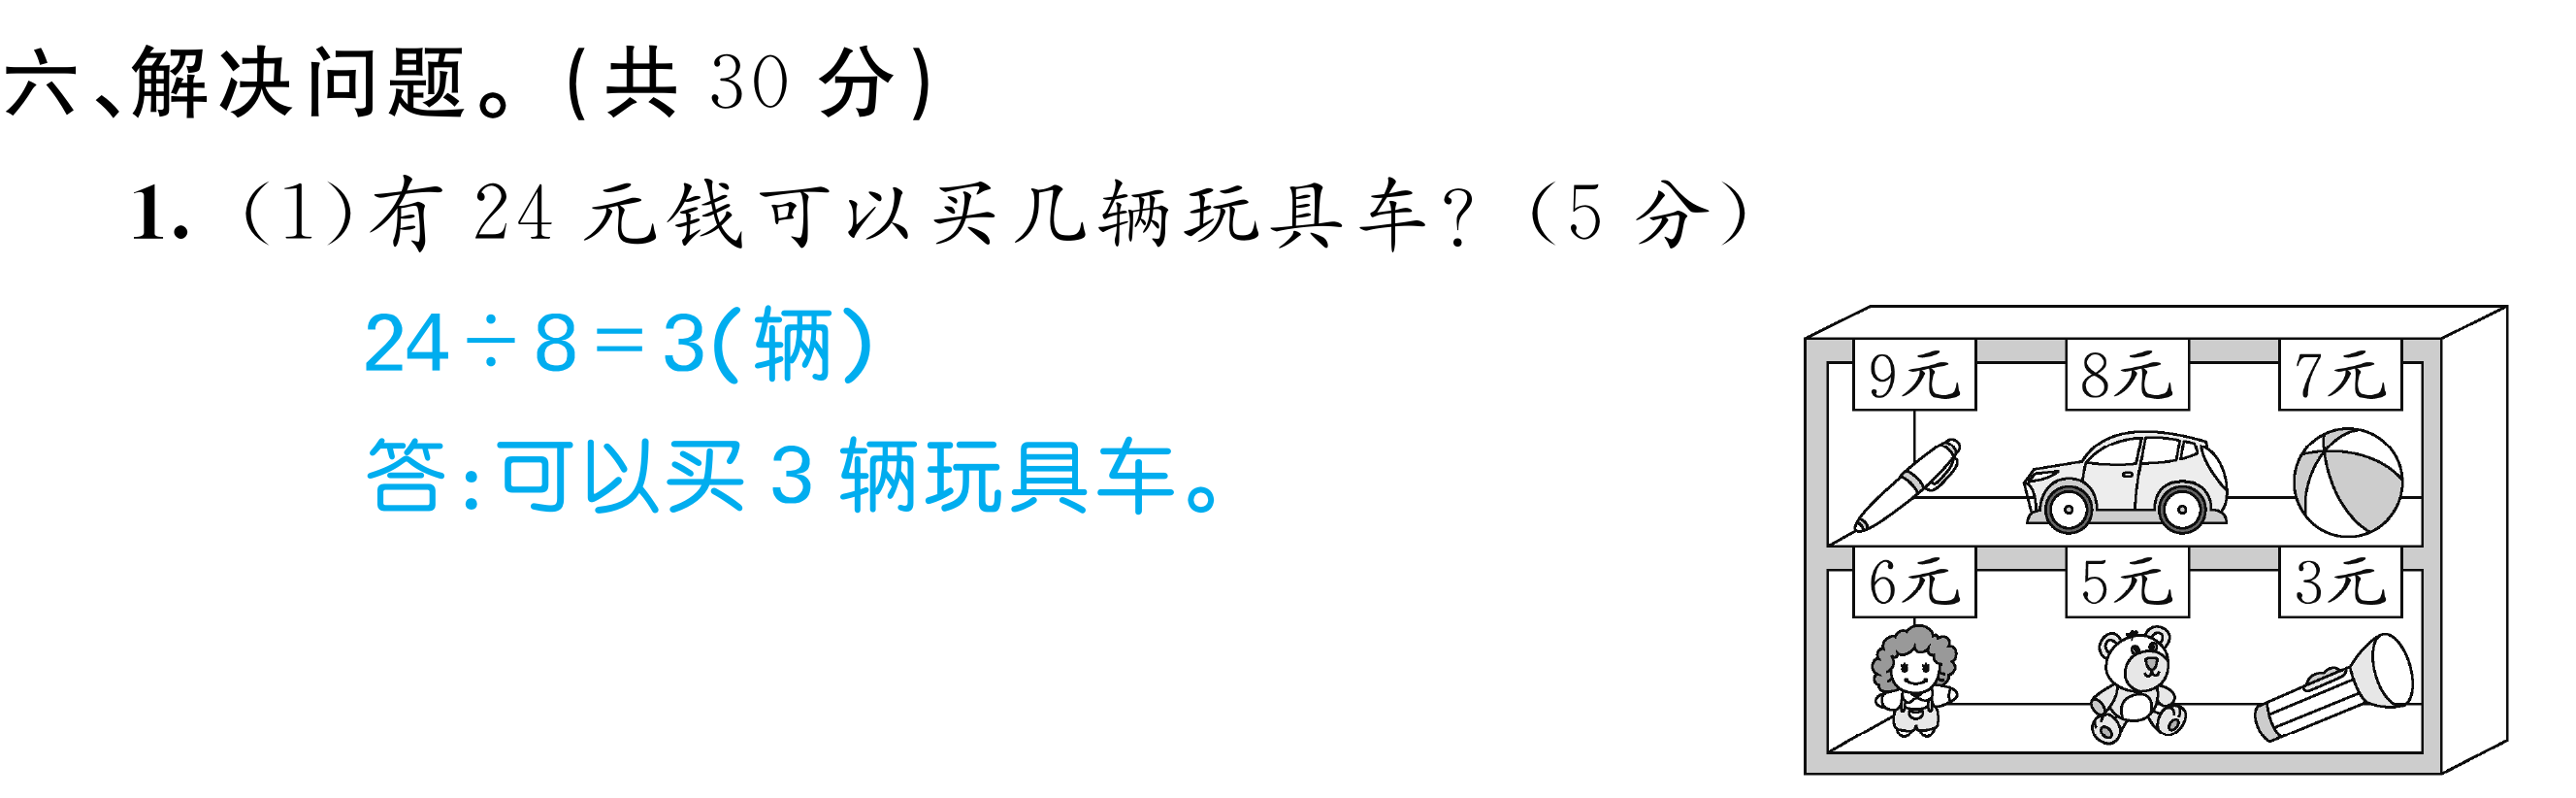 六、解决问题。(共 30 分)
1. (1)有 24 元钱可以买几辆玩具车?(5 分)
24÷8=3(辆)
答:可以买 3 辆玩具车。
9元 8元 7元
6元 5元 3元